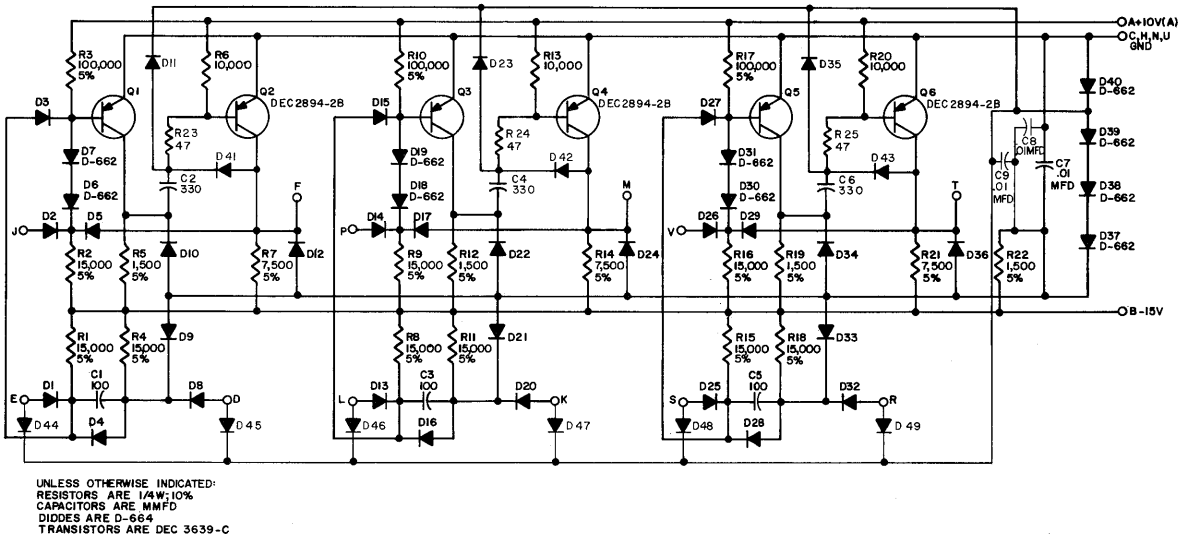 D11 D23 D35 A+10V(A)
C,H,N,U
GND
R3
100,000
5%
R6
10,000
R10
100,000
5%
R13
10,000
R17
100,000
5%
R20
10,000
D40
D-662
D3 Q1 Q2
DEC2894-2B
D15 Q3 Q4
DEC2894-2B
D27 Q5 Q6
DEC2894-2B
R23
47
R24
47
R25
47
D39
D-662
C8
.01MFD
C7
.01
MFD
C9
.01
MFD
D7
D-662
D41
D19
D-662
D42
D31
D-662
D43
D6
D-662
C2
330
F
D18
D-662
C4
330
M
D30
D-662
C6
330
T
D38
D-662
J D2 D5
P D14 D17
V D26 D29
D37
D-662
R2
15,000
5%
R5
1,500
5%
D10
R7
7,500
5%
D12
R9
15,000
5%
R12
1,500
5%
D22
R14
7,500
5%
D24
R16
15,000
5%
R19
1,500
5%
D34
R21
7,500
5%
D36
R22
1,500
5%
B-15V
R1
15,000
5%
R4
15,000
5%
D9
R8
15,000
5%
R11
15,000
5%
D21
R15
15,000
5%
R18
15,000
5%
D33
E D1 C1
100
D8 D
L D13 C3
100
D20 K
S D25 C5
100
D32 R
D44 D4 D45
D46 D16 D47
D48 D28 D49
UNLESS OTHERWISE INDICATED:
RESISTORS ARE 1/4W; 10%
CAPACITORS ARE MMFD
DIDDES ARE D-664
TRANSISTORS ARE DEC 3639-C